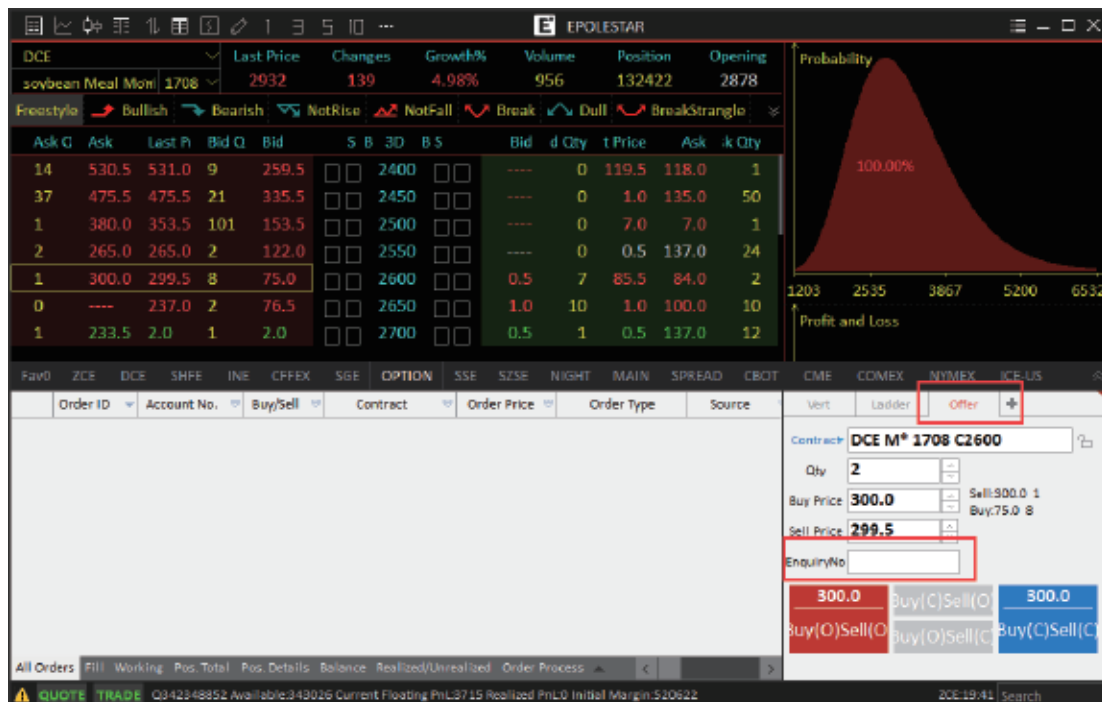 1 3 5 10 ··· E EPOLESTAR
DCE Last Price Changes Growth% Volume Position Opening
soybean Meal Mo 1708 2932 139 4.98% 956 132422 2878
Freestyle Bullish Bearish NotRise NotFall Break Dull BreakStrangle
Ask Q Ask Last P Bid Q Bid S B 3D B S Bid d Qty t Price Ask k Qty
14 530.5 531.0 9 259.5 2400 ---- 0 119.5 118.0 1
37 475.5 475.5 21 335.5 2450 ---- 0 1.0 135.0 50
1 380.0 353.5 101 153.5 2500 ---- 0 7.0 7.0 1
2 265.0 265.0 2 122.0 2550 ---- 0 0.5 137.0 24
1 300.0 299.5 8 75.0 2600 0.5 7 85.5 84.0 2
0 ---- 237.0 2 76.5 2650 1.0 10 1.0 100.0 10
1 233.5 2.0 1 2.0 2700 0.5 1 0.5 137.0 12
Probability
100.00%
1203 2535 3867 5200 6532
Profit and Loss
Fav0 ZCE DCE SHFE INE CFFEX SGE OPTION SSE SZSE NIGHT MAIN SPREAD CBOT CME COMEX NYMEX ICE-US
Order ID Account No. Buy/Sell Contract Order Price Order Type Source
Vert Ladder Offer +
Contract DCE M* 1708 C2600
Qty 2
Buy Price 300.0 Sell:300.0 1
Buy:75.0 8
Sell Price 299.5
EnquiryNo
300.0 Buy(C)Sell(O) 300.0
Buy(O)Sell(O) Buy(O)Sell(C) Buy(C)Sell(C)
All Orders Fill Working Pos. Total Pos. Details Balance Realized/Unrealized Order Process
QUOTE TRADE Q342348852 Available:343026 Current Floating PnL:3715 Realized PnL:0 Initial Margin:520622 ZCE:19:41 Search